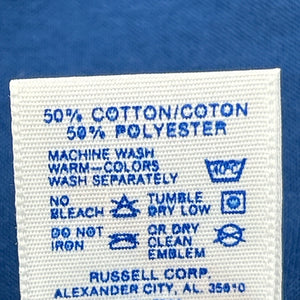 50% COTTON/COTON
50% POLYESTER
MACHINE WASH
WARM-COLORS
WASH SEPARATELY
NO BLEACH
TUMBLE DRY LOW
DO NOT IRON
OR DRY CLEAN EMBLEM
RUSSELL CORP.
ALEXANDER CITY, AL. 35010